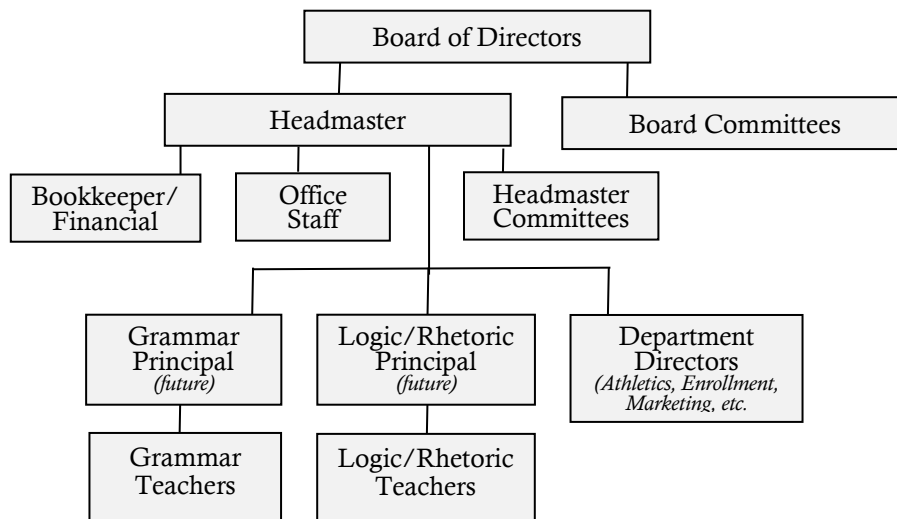 Board of Directors
Headmaster
Board Committees
Bookkeeper/
Financial
Office
Staff
Headmaster
Committees
Grammar
Principal
(future)
Logic/Rhetoric
Principal
(future)
Department
Directors
(Athletics, Enrollment,
Marketing, etc.
Grammar
Teachers
Logic/Rhetoric
Teachers